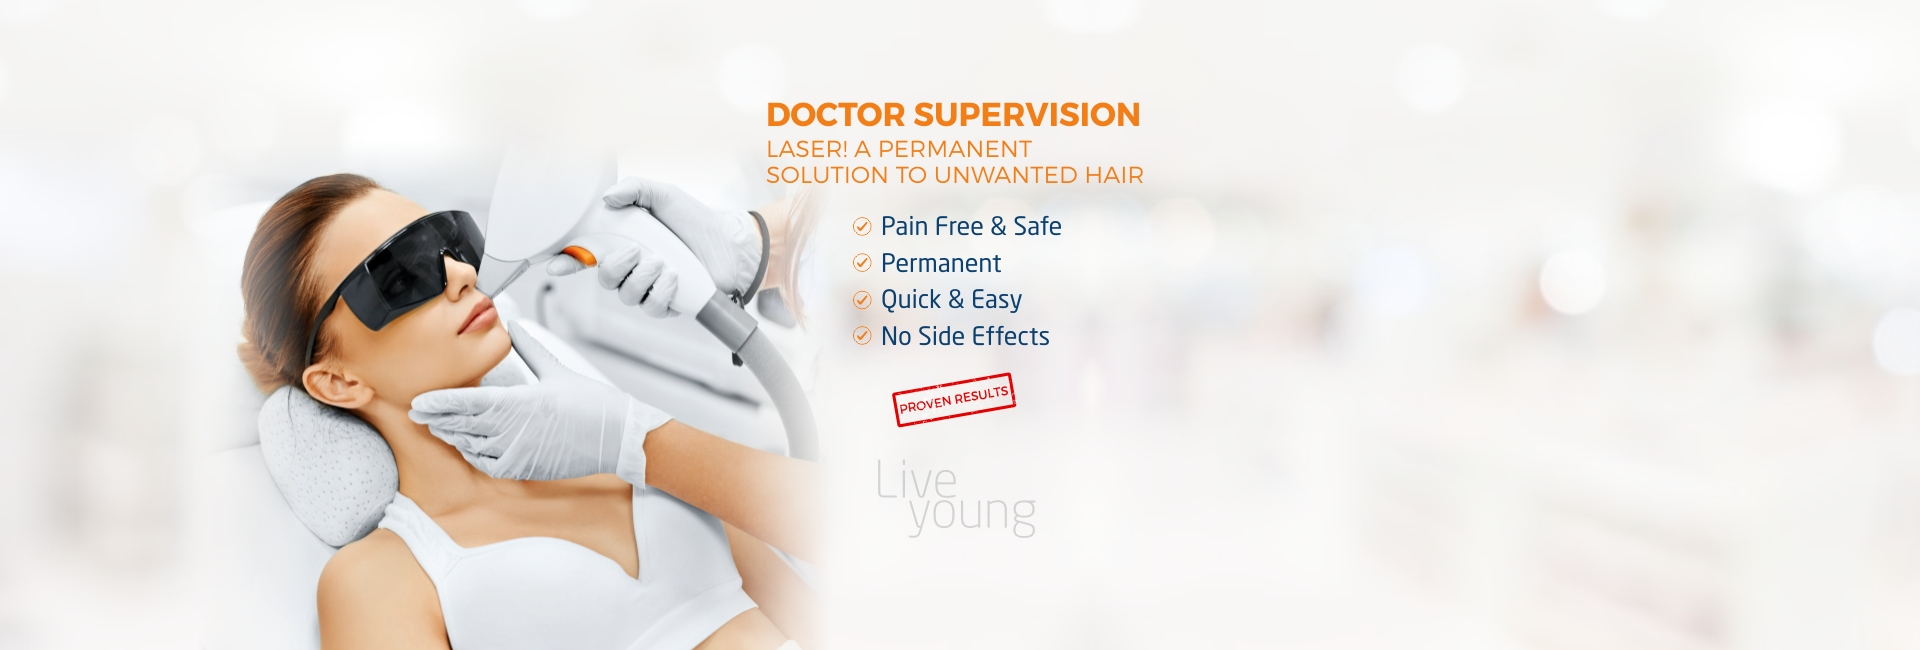 DOCTOR SUPERVISION
LASER! A PERMANENT
SOLUTION TO UNWANTED HAIR
Pain Free & Safe
Permanent
Quick & Easy
No Side Effects
PROVEN RESULTS
Live
young